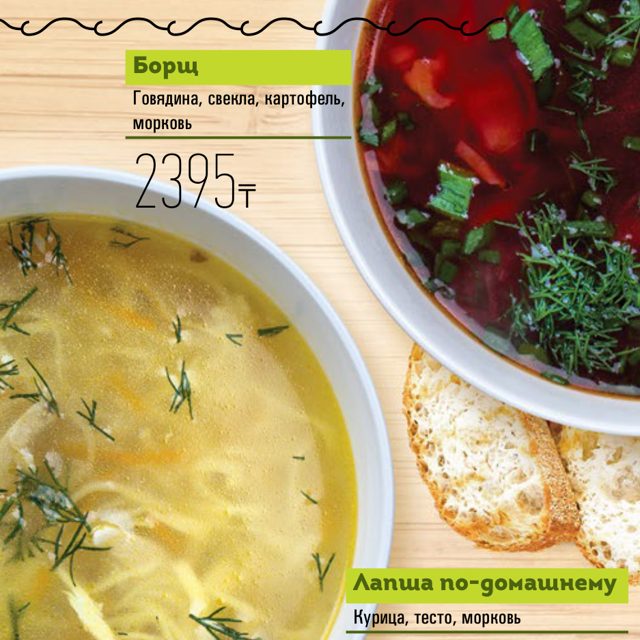 Борщ
Говядина, свекла, картофель,
морковь
2395₸
Лапша по-домашнему
Курица, тесто, морковь